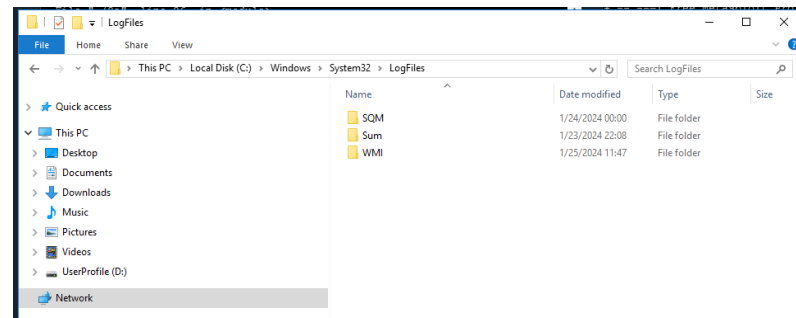 LogFiles
File Home Share View
This PC > Local Disk (C:) > Windows > System32 > LogFiles
Search LogFiles
Name Date modified Type Size
Quick access
This PC
Desktop
Documents
Downloads
Music
Pictures
Videos
UserProfile (D:)
Network
SQM 1/24/2024 00:00 File folder
Sum 1/23/2024 22:08 File folder
WMI 1/25/2024 11:47 File folder